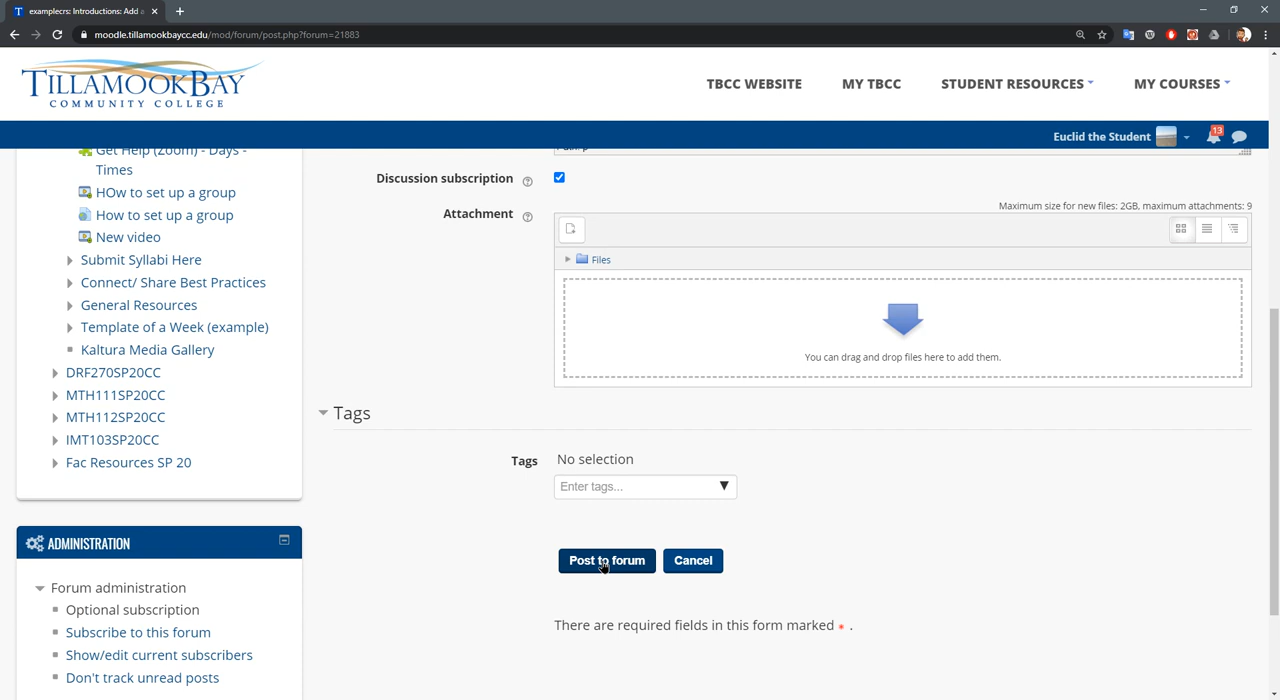 examplecrs: Introductions: Add a
moodle.tillamookbaycc.edu/mod/forum/post.php?forum=21883
TILLAMOOK BAY
COMMUNITY COLLEGE
TBCC WEBSITE
MY TBCC
STUDENT RESOURCES
MY COURSES
Euclid the Student
13
Get Help (Zoom) - Days -
Times
HOw to set up a group
How to set up a group
New video
Submit Syllabi Here
Connect/ Share Best Practices
General Resources
Template of a Week (example)
Kaltura Media Gallery
DRF270SP20CC
MTH111SP20CC
MTH112SP20CC
IMT103SP20CC
Fac Resources SP 20
ADMINISTRATION
Forum administration
Optional subscription
Subscribe to this forum
Show/edit current subscribers
Don't track unread posts
Discussion subscription
Attachment
Maximum size for new files: 2GB, maximum attachments: 9
Files
You can drag and drop files here to add them.
Tags
Tags
No selection
Enter tags...
Post to forum
Cancel
There are required fields in this form marked * .